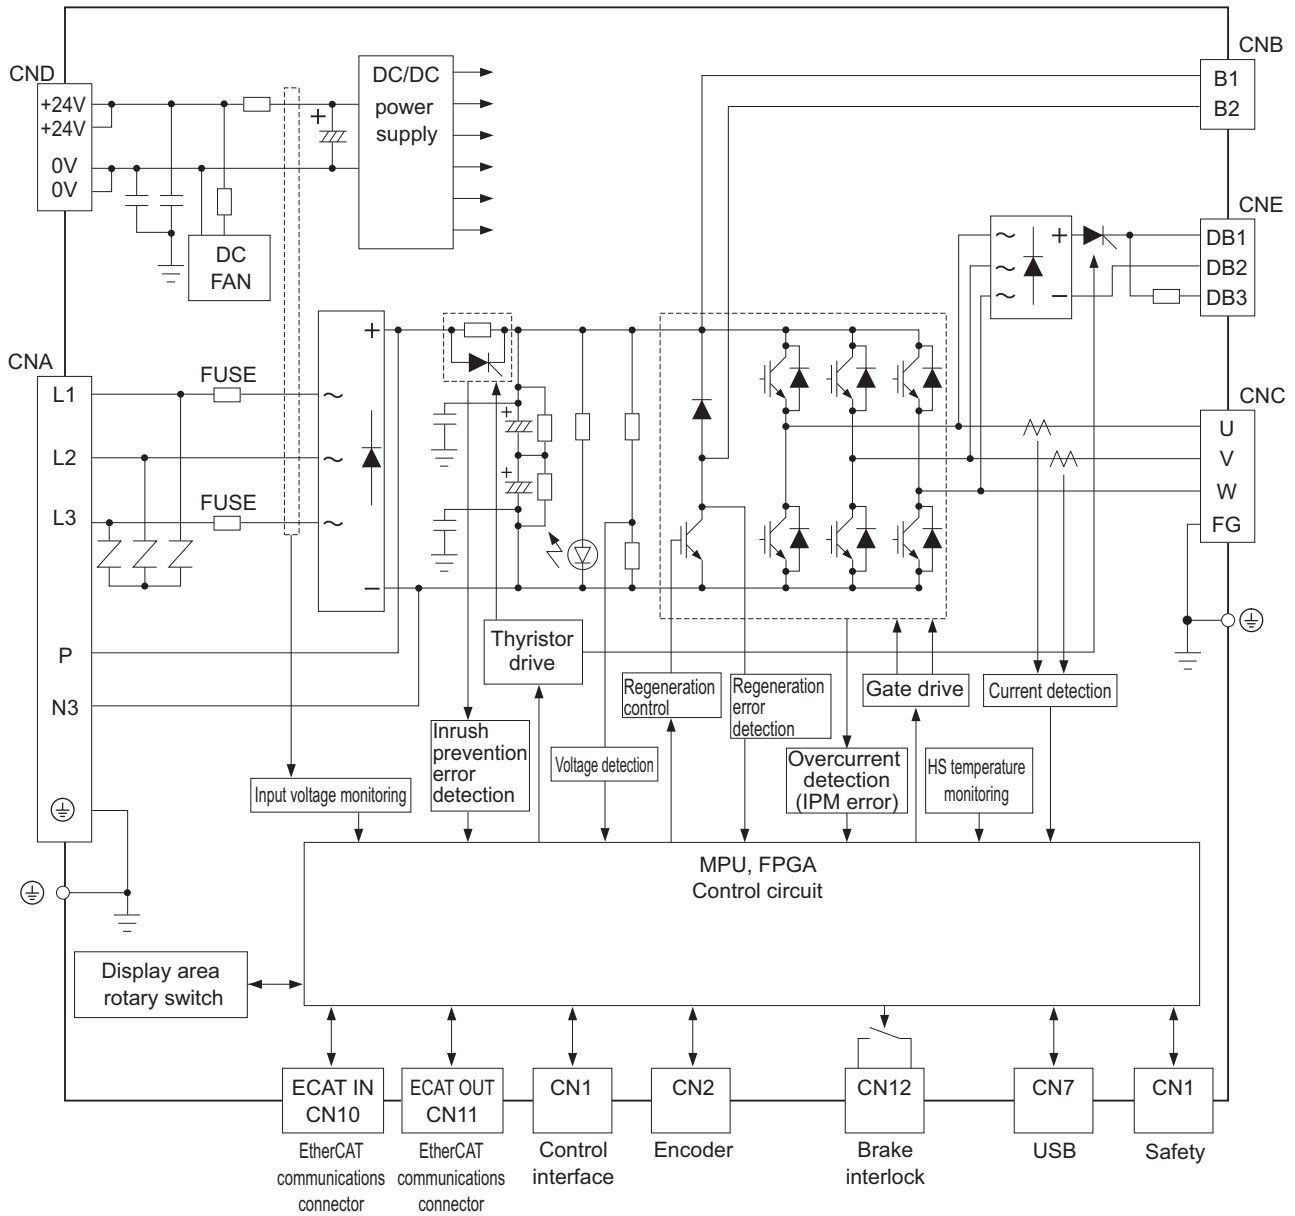 CNB
CND
B1
B2
DC/DC
power
supply
+24V
+24V
0V
0V
CNE
DB1
DB2
DB3
DC
FAN
+
~
~
~
+
−
CNA
L1
L2
L3
FUSE
FUSE
~
~
~
+
−
+
+
CNC
U
V
W
FG
P
N3
Thyristor
drive
Regeneration
control
Regeneration
error
detection
Gate drive
Current detection
Inrush
prevention
error
detection
Voltage detection
Overcurrent
detection
(IPM error)
HS temperature
monitoring
Input voltage monitoring
MPU, FPGA
Control circuit
Display area
rotary switch
ECAT IN
CN10
ECAT OUT
CN11
CN1
CN2
CN12
CN7
CN1
EtherCAT
communications
connector
EtherCAT
communications
connector
Control
interface
Encoder
Brake
interlock
USB
Safety